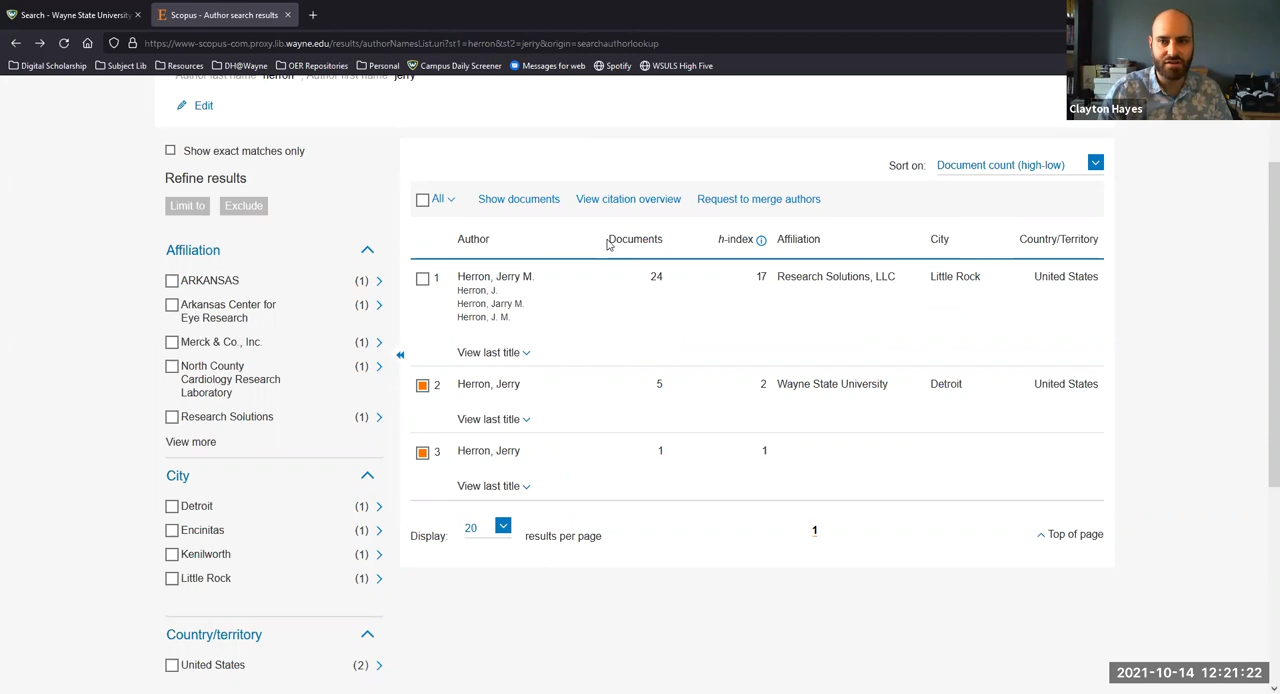 Search - Wayne State University
Scopus - Author search results
https://www-scopus-com.proxy.lib.wayne.edu/results/authorNamesList.uri?st1=herron&st2=jerry&origin=searchauthorlookup
Digital Scholarship Subject Lib Resources DH@Wayne OER Repositories Personal Campus Daily Screener Messages for web Spotify WSULS High Five
Clayton Hayes
Author last name "herron", Author first name "jerry"
Edit
Show exact matches only
Refine results
Limit to Exclude
Affiliation
ARKANSAS (1)
Arkansas Center for Eye Research (1)
Merck & Co., Inc. (1)
North County Cardiology Research Laboratory (1)
Research Solutions (1)
View more
City
Detroit (1)
Encinitas (1)
Kenilworth (1)
Little Rock (1)
Country/territory
United States (2)
Sort on: Document count (high-low)
All Show documents View citation overview Request to merge authors
Author Documents h-index Affiliation City Country/Territory
1 Herron, Jerry M. 24 17 Research Solutions, LLC Little Rock United States
Herron, J.
Herron, Jarry M.
Herron, J. M.
View last title
2 Herron, Jerry 5 2 Wayne State University Detroit United States
View last title
3 Herron, Jerry 1 1
View last title
Display: 20 results per page
1
Top of page
2021-10-14 12:21:22